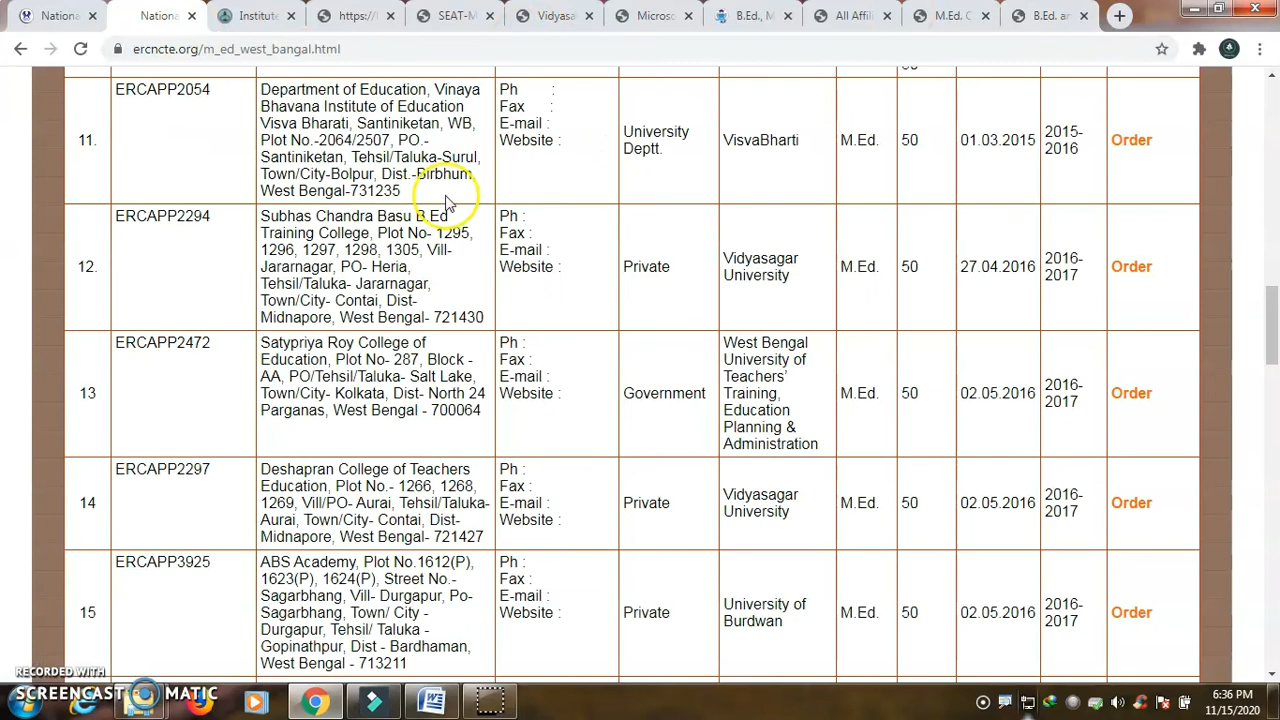 Nationa
Nationa
Institute
https://
SEAT-M
Vidyasa
Microso
B.Ed., M
All Affili
M.Ed. 
B.Ed. ar
ercncte.org/m_ed_west_bangal.html
11.
ERCAPP2054
Department of Education, Vinaya
Bhavana Institute of Education
Visva Bharati, Santiniketan, WB,
Plot No.-2064/2507, PO.-
Santiniketan, Tehsil/Taluka-Surul,
Town/City-Bolpur, Dist.-Birbhum,
West Bengal-731235
Ph :
Fax :
E-mail :
Website :
University
Deptt.
VisvaBharti
M.Ed.
50
01.03.2015
2015-
2016
Order
12.
ERCAPP2294
Subhas Chandra Basu B.Ed
Training College, Plot No- 1295,
1296, 1297, 1298, 1305, Vill-
Jararnagar, PO- Heria,
Tehsil/Taluka- Jararnagar,
Town/City- Contai, Dist-
Midnapore, West Bengal- 721430
Ph :
Fax :
E-mail :
Website :
Private
Vidyasagar
University
M.Ed.
50
27.04.2016
2016-
2017
Order
13
ERCAPP2472
Satypriya Roy College of
Education, Plot No- 287, Block -
AA, PO/Tehsil/Taluka- Salt Lake,
Town/City- Kolkata, Dist- North 24
Parganas, West Bengal - 700064
Ph :
Fax :
E-mail :
Website :
Government
West Bengal
University of
Teachers’
Training,
Education
Planning &
Administration
M.Ed.
50
02.05.2016
2016-
2017
Order
14
ERCAPP2297
Deshapran College of Teachers
Education, Plot No.- 1266, 1268,
1269, Vill/PO- Aurai, Tehsil/Taluka-
Aurai, Town/City- Contai, Dist-
Midnapore, West Bengal- 721427
Ph :
Fax :
E-mail :
Website :
Private
Vidyasagar
University
M.Ed.
50
02.05.2016
2016-
2017
Order
15
ERCAPP3925
ABS Academy, Plot No.1612(P),
1623(P), 1624(P), Street No.-
Sagarbhang, Vill- Durgapur, Po-
Sagarbhang, Town/ City -
Durgapur, Tehsil/ Taluka -
Gopinathpur, Dist - Bardhaman,
West Bengal - 713211
Ph :
Fax :
E-mail :
Website :
Private
University of
Burdwan
M.Ed.
50
02.05.2016
2016-
2017
Order
RECORDED WITH
SCREENCAST MATIC
6:36 PM
11/15/2020